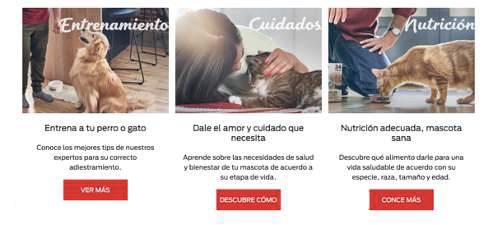 Entrenamiento
Entrena a tu perro o gato
Conoce los mejores tips de nuestros
expertos para su correcto
adiestramiento.
VER MÁS
Cuidados
Dale el amor y cuidado que
necesita
Aprende sobre las necesidades de salud
y bienestar de tu mascota de acuerdo a
su etapa de vida.
DESCUBRE CÓMO
Nutrición
Nutrición adecuada, mascota
sana
Descubre qué alimento darle para una
vida saludable de acuerdo con su
especie, raza, tamaño y edad.
CONCE MÁS